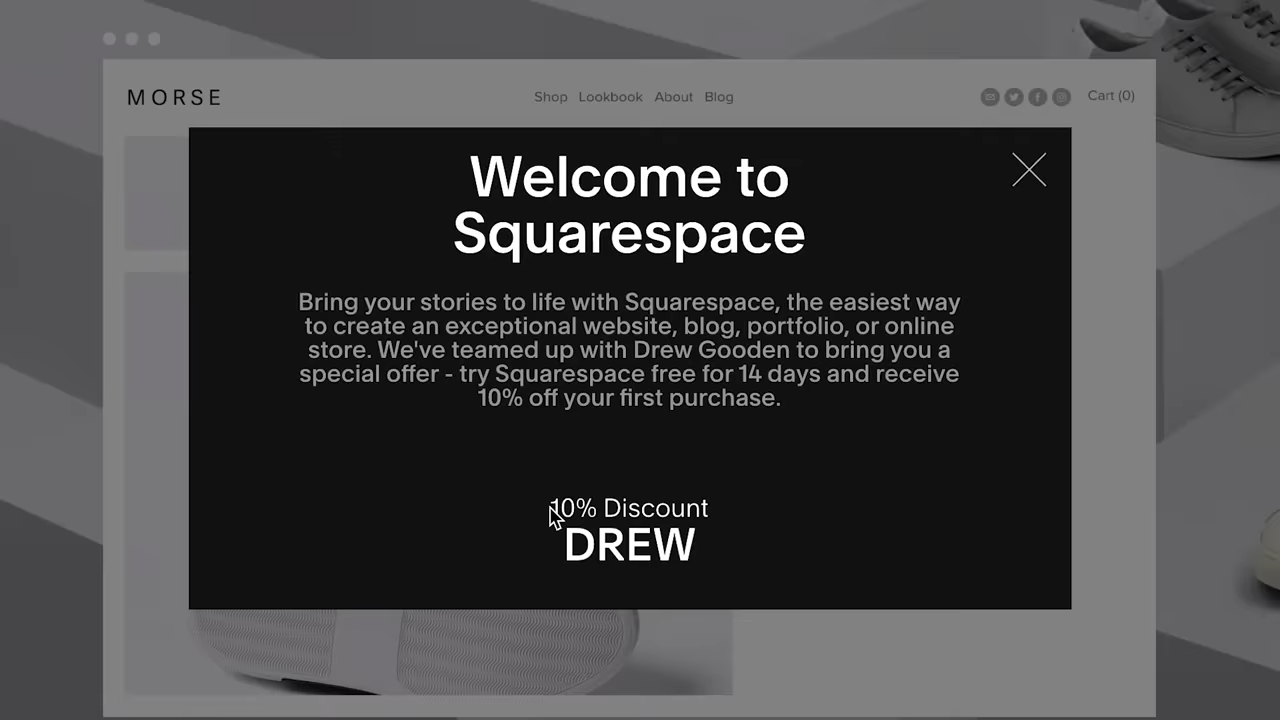 MORSE
Shop Lookbook About Blog
Cart (0)
Welcome to
Squarespace
Bring your stories to life with Squarespace, the easiest way
to create an exceptional website, blog, portfolio, or online
store. We've teamed up with Drew Gooden to bring you a
special offer - try Squarespace free for 14 days and receive
10% off your first purchase.
10% Discount
DREW